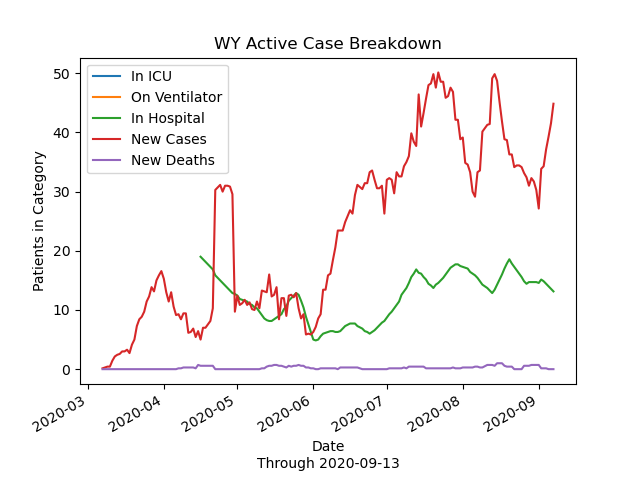 WY Active Case Breakdown
In ICU
On Ventilator
In Hospital
New Cases
New Deaths
Patients in Category
50
40
30
20
10
0
2020-03
2020-04
2020-05
2020-06
2020-07
2020-08
2020-09
Date
Through 2020-09-13